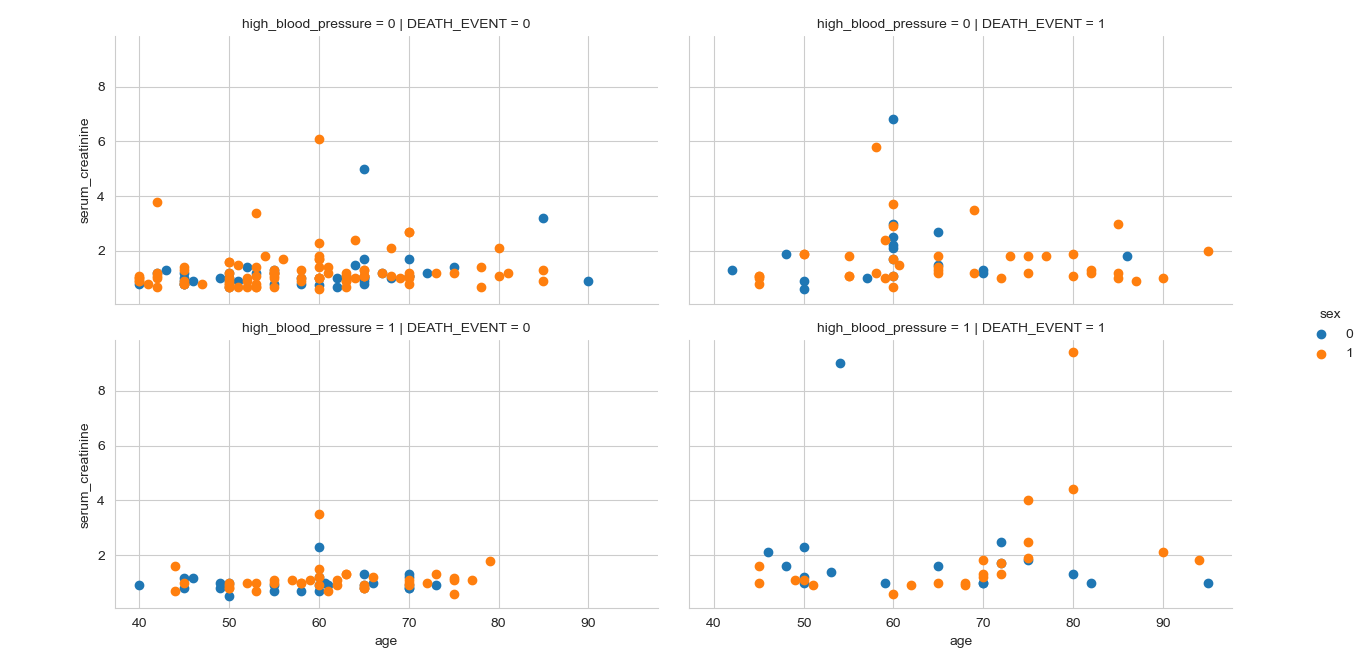 high_blood_pressure = 0 | DEATH_EVENT = 0
high_blood_pressure = 0 | DEATH_EVENT = 1
serum_creatinine
8
6
4
2
high_blood_pressure = 1 | DEATH_EVENT = 0
high_blood_pressure = 1 | DEATH_EVENT = 1
serum_creatinine
8
6
4
2
40 50 60 70 80 90
age
40 50 60 70 80 90
age
sex
0
1